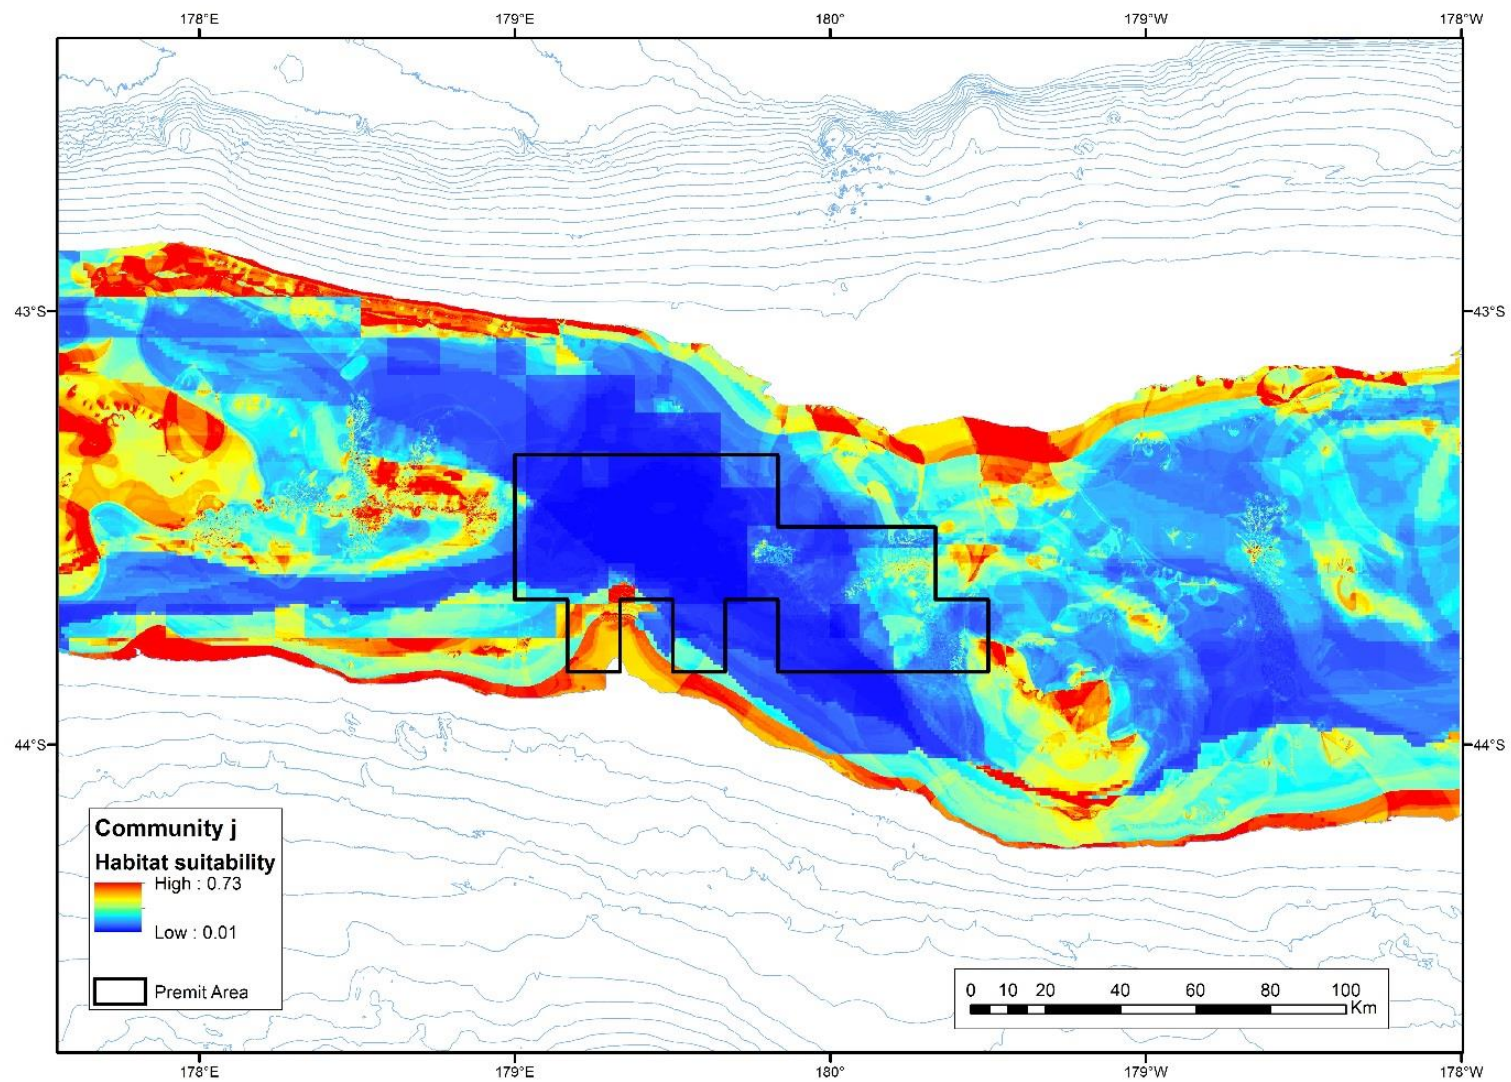 178°E 179°E 180° 179°W 178°W
43°S 43°S
44°S 44°S
Community j
Habitat suitability
High : 0.73
Low : 0.01
Premit Area
0 10 20 40 60 80 100
Km
178°E 179°E 180° 179°W 178°W